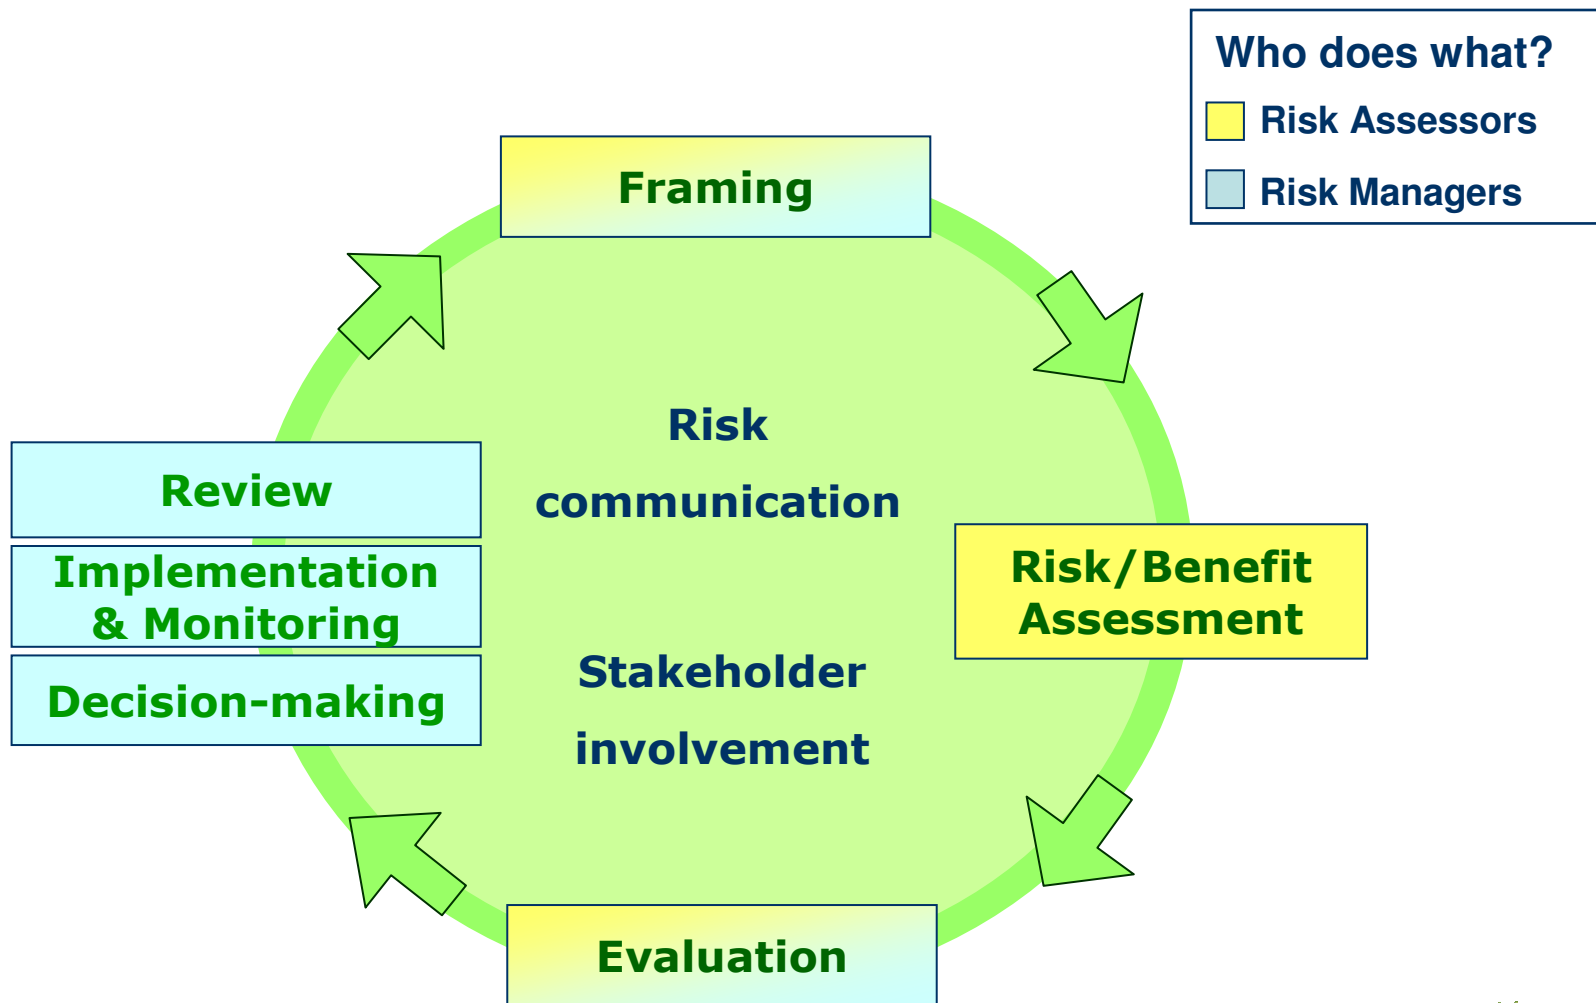 Who does what?
Risk Assessors
Risk Managers
Framing
Risk
communication
Review
Implementation
& Monitoring
Decision-making
Risk/Benefit
Assessment
Stakeholder
involvement
Evaluation